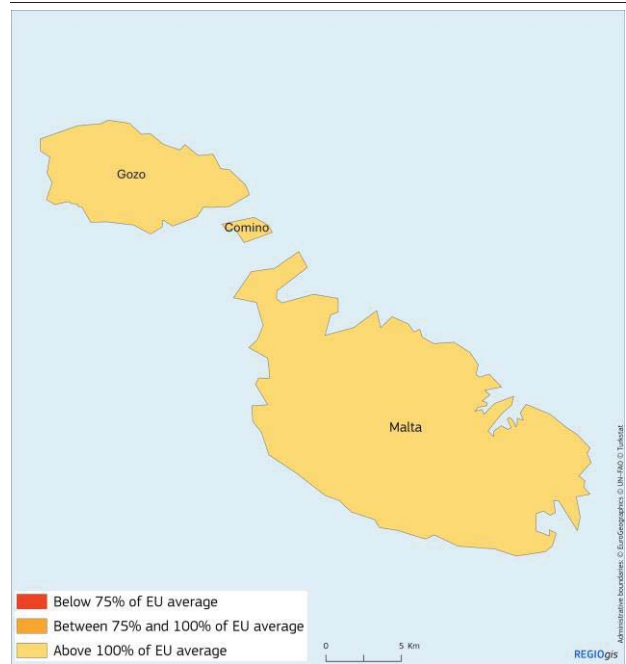 Gozo
Comino
Malta
Below 75% of EU average
Between 75% and 100% of EU average
Above 100% of EU average
0 5 Km
REGIOgis
Administrative boundaries: © EuroGeographics © UN-FAO © Turkstat